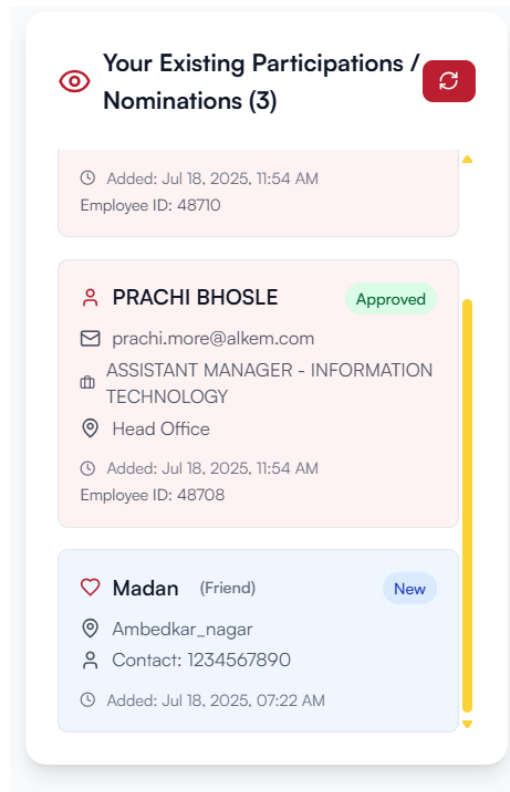 Your Existing Participations /
Nominations (3)
Added: Jul 18, 2025, 11:54 AM
Employee ID: 48710
PRACHI BHOSLE
Approved
prachi.more@alkem.com
ASSISTANT MANAGER - INFORMATION
TECHNOLOGY
Head Office
Added: Jul 18, 2025, 11:54 AM
Employee ID: 48708
Madan (Friend)
New
Ambedkar_nagar
Contact: 1234567890
Added: Jul 18, 2025, 07:22 AM